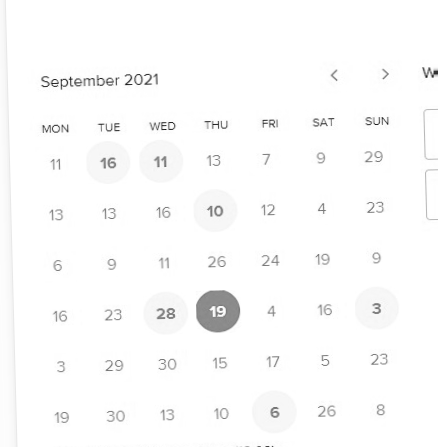 September 2021 < >
MON TUE WED THU FRI SAT SUN
11 16 11 13 7 9 29
13 13 16 10 12 4 23
6 9 11 26 24 19 9
16 23 28 19 4 16 3
3 29 30 15 17 5 23
19 30 13 10 6 26 8